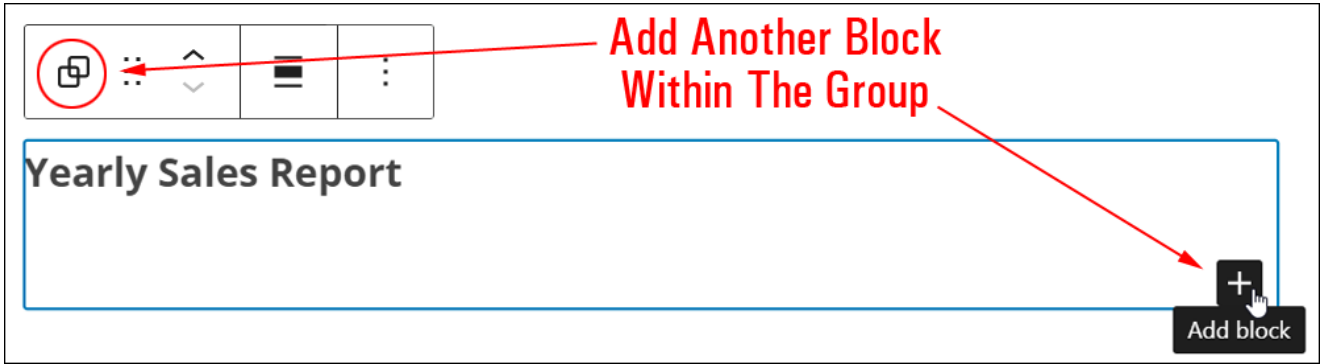 Add Another Block
Within The Group
Yearly Sales Report
Add block